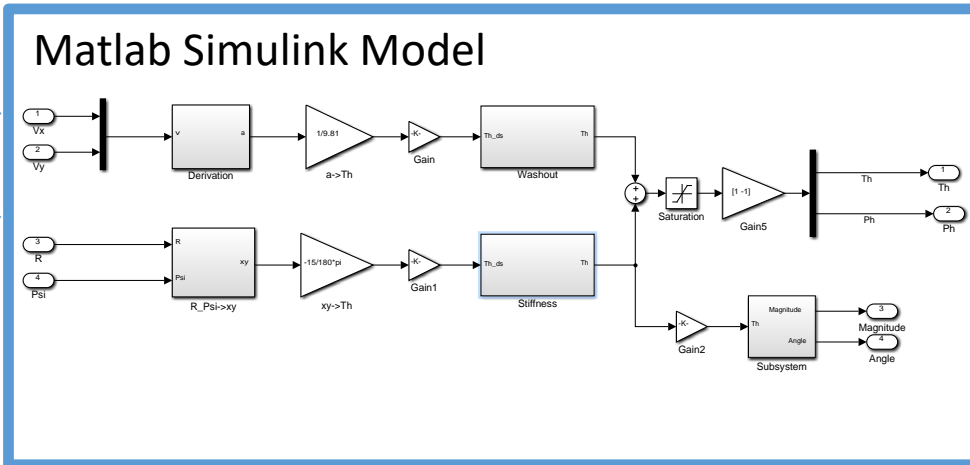 Matlab Simulink Model
1
Vx
2
Vy
v
a
Derivation
1/9.81
a->Th
-K-
Gain
Th_ds
Th
Washout
+
+
Saturation
[1 -1]
Gain5
Th
Ph
1
Th
2
Ph
3
R
4
Psi
R
Psi
xy
R_Psi->xy
-15/180*pi
xy->Th
-K-
Gain1
Th_ds
Th
Stiffness
-K-
Gain2
Th
Magnitude
Angle
Subsystem
3
Magnitude
4
Angle